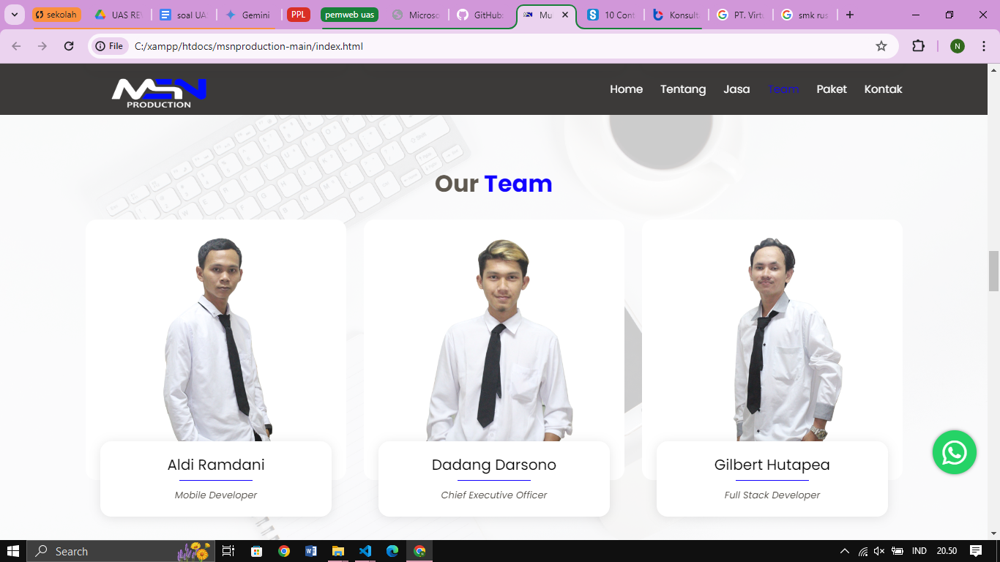 sekolah
UAS RE
soal UA
Gemini
PPL
pemweb uas
Microso
GitHub
Mu
10 Cont
Konsult
PT. Virtu
smk rus
File
C:/xampp/htdocs/msnproduction-main/index.html
N
MSN
PRODUCTION
Home Tentang Jasa Team Paket Kontak
Our Team
Aldi Ramdani
Mobile Developer
Dadang Darsono
Chief Executive Officer
Gilbert Hutapea
Full Stack Developer
Search
IND
20.50